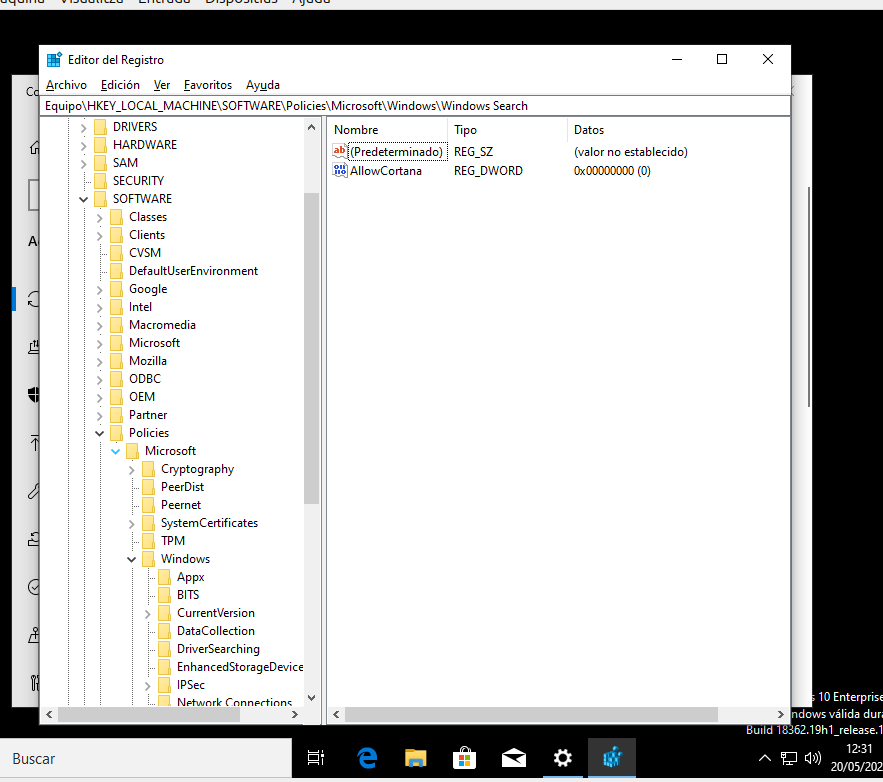 Visualizza Entrada Dispositius Ajuda
Editor del Registro
Archivo Edición Ver Favoritos Ayuda
Equipo\HKEY_LOCAL_MACHINE\SOFTWARE\Policies\Microsoft\Windows\Windows Search
Nombre Tipo Datos
(Predeterminado) REG_SZ (valor no establecido)
AllowCortana REG_DWORD 0x00000000 (0)
DRIVERS
HARDWARE
SAM
SECURITY
SOFTWARE
Classes
Clients
CVSM
DefaultUserEnvironment
Google
Intel
Macromedia
Microsoft
Mozilla
ODBC
OEM
Partner
Policies
Microsoft
Cryptography
PeerDist
Peernet
SystemCertificates
TPM
Windows
Appx
BITS
CurrentVersion
DataCollection
DriverSearching
EnhancedStorageDevice
IPSec
Network Connections
10 Enterprise
ndows válida dura
Build 18362.19h1_release.1
Buscar
12:31
20/05/202